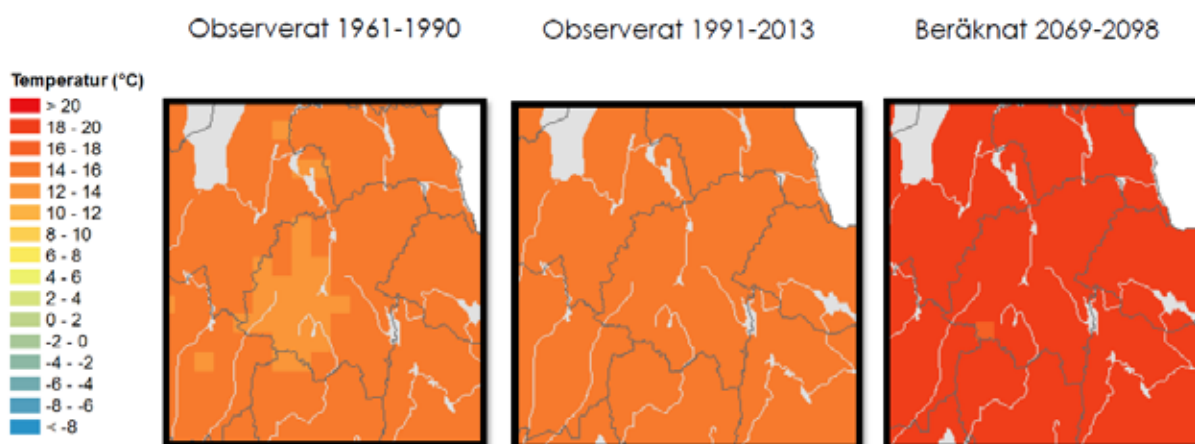 Observerat 1961-1990
Observerat 1991-2013
Beräknat 2069-2098
Temperatur (°C)
> 20
18 - 20
16 - 18
14 - 16
12 - 14
10 - 12
8 - 10
6 - 8
4 - 6
2 - 4
0 - 2
-2 - 0
-4 - -2
-6 - -4
-8 - -6
< -8